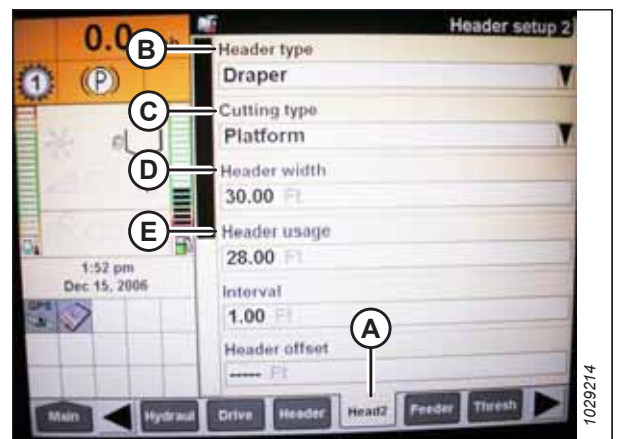 0.0
Header setup 2
B
Header type
1
(P)
Draper
C
Cutting type
Platform
D
Header width
30.00 Ft
E
Header usage
28.00 Ft
1:52 pm
Dec 15, 2006
Interval
1.00 Ft
GPS
A
Header offset
----- Ft
Main
Hydraul
Drive
Header
Head2
Feeder
Thresh
1029214